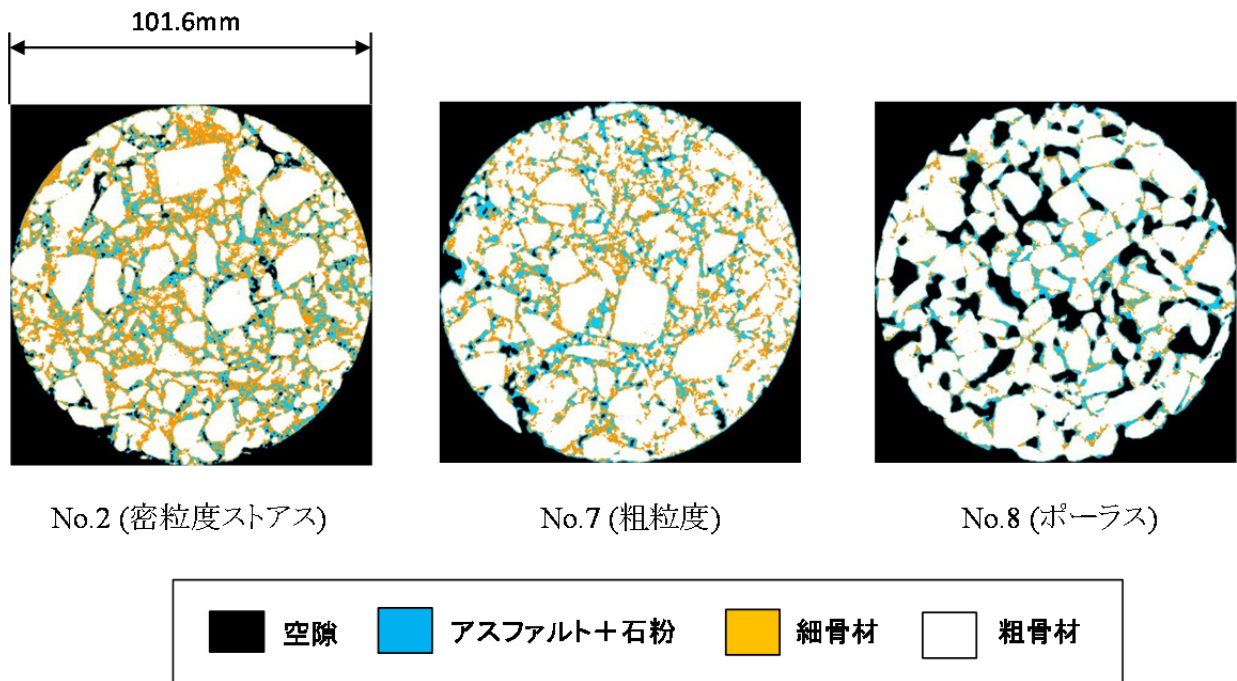 101.6mm
No.2 (密粒度ストアス)
No.7 (粗粒度)
No.8 (ポーラス)
空隙
アスファルト＋石粉
細骨材
粗骨材